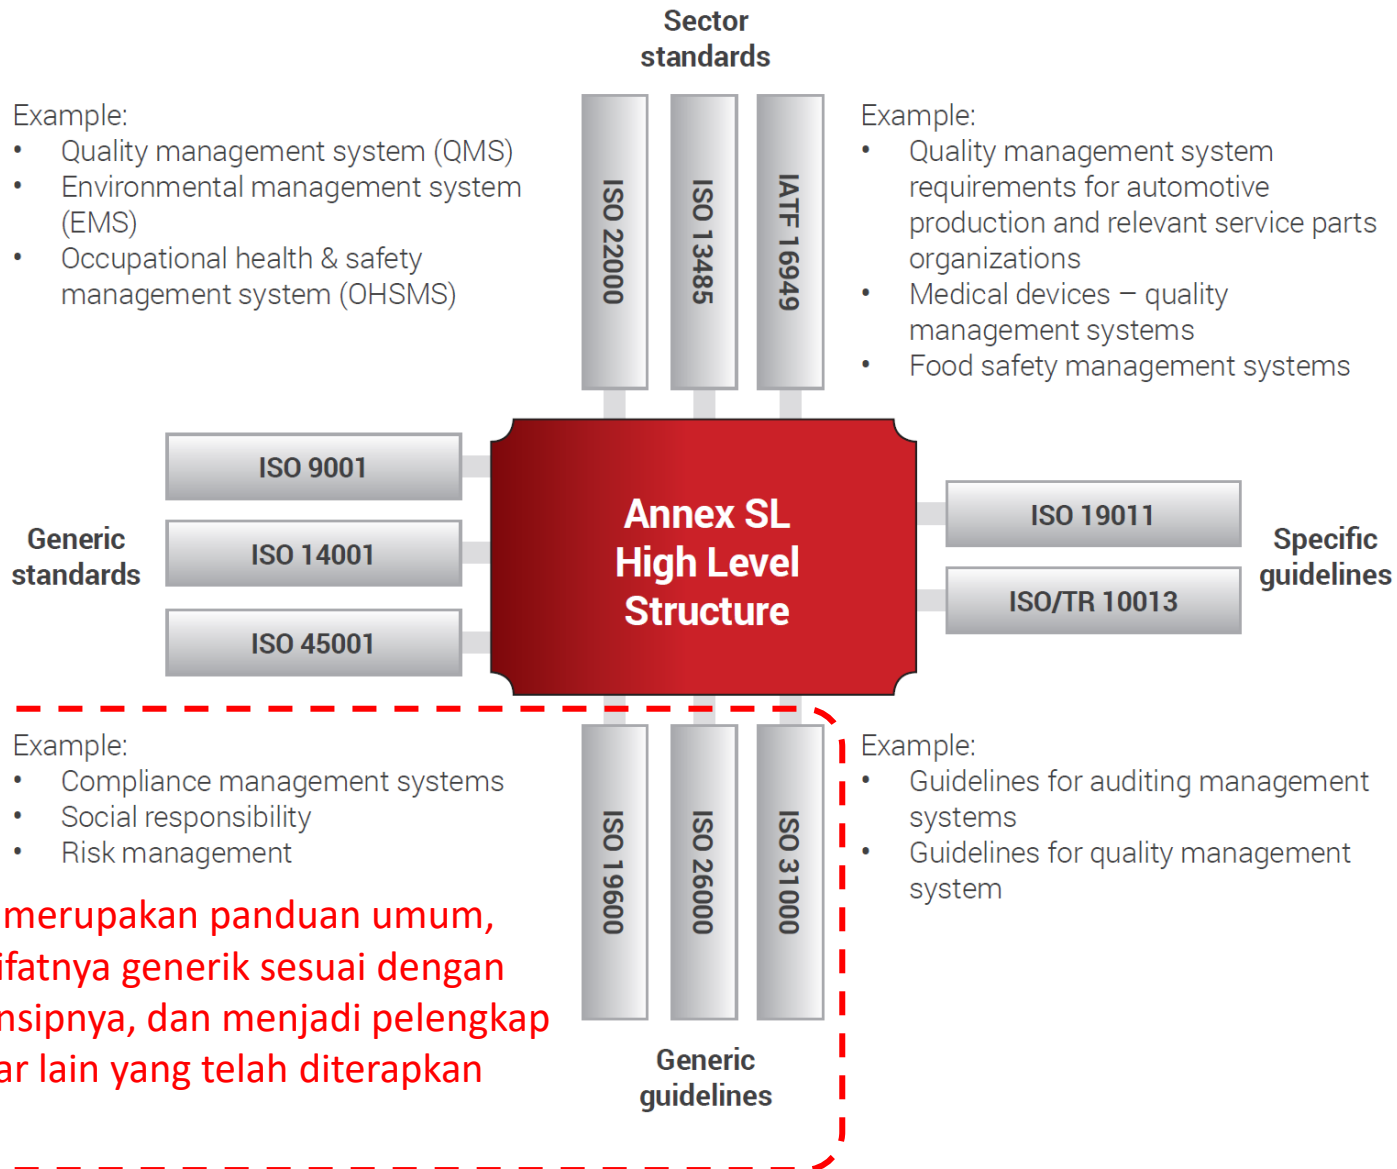 Sector
standards
Example:
• Quality management system (QMS)
• Environmental management system
(EMS)
• Occupational health & safety
management system (OHSMS)
ISO 22000
ISO 13485
IATF 16949
Example:
• Quality management system
requirements for automotive
production and relevant service parts
organizations
• Medical devices – quality
management systems
• Food safety management systems
Generic
standards
ISO 9001
ISO 14001
ISO 45001
Annex SL
High Level
Structure
ISO 19011
ISO/TR 10013
Specific
guidelines
Example:
• Compliance management systems
• Social responsibility
• Risk management
merupakan panduan umum,
ifatnya generik sesuai dengan
nsipnya, dan menjadi pelengkap
ar lain yang telah diterapkan
ISO 19600
ISO 26000
ISO 31000
Generic
guidelines
Example:
• Guidelines for auditing management
systems
• Guidelines for quality management
system